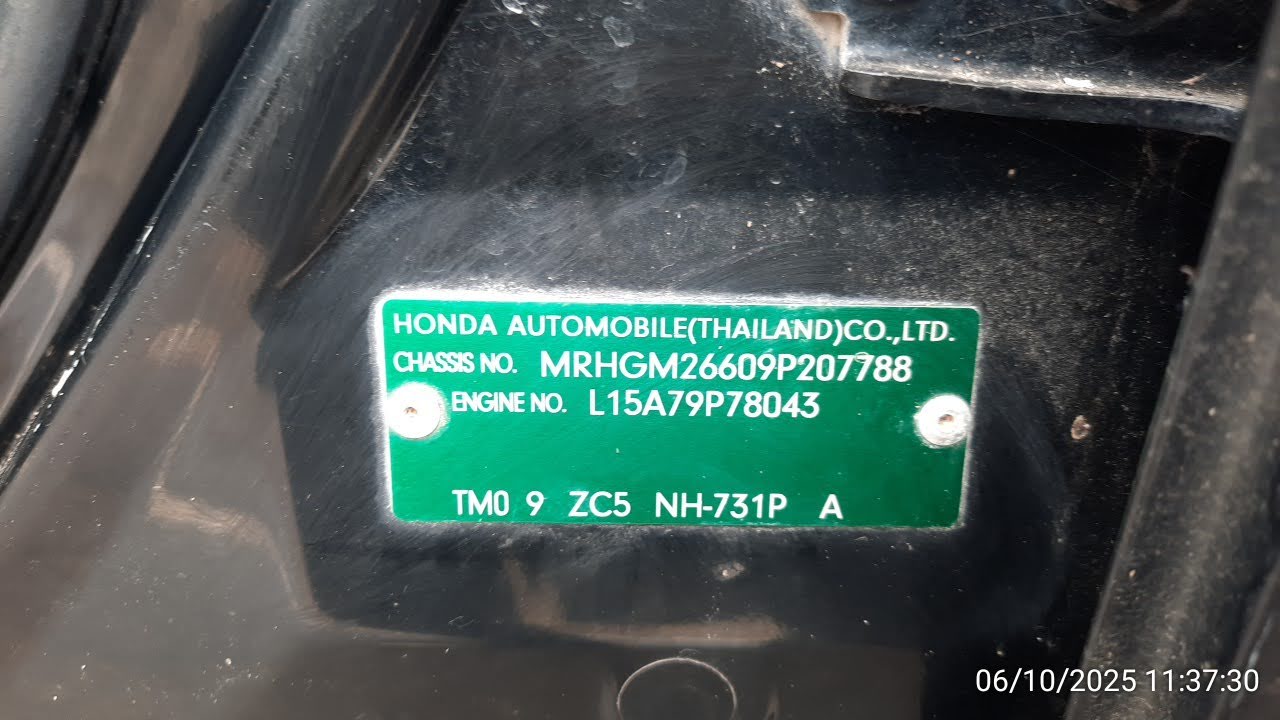 HONDA AUTOMOBILE(THAILAND)CO.,LTD.
CHASSIS NO. MRHGM26609P207788
ENGINE NO. L15A79P78043
TM0 9 ZC5 NH-731P A
06/10/2025 11:37:30